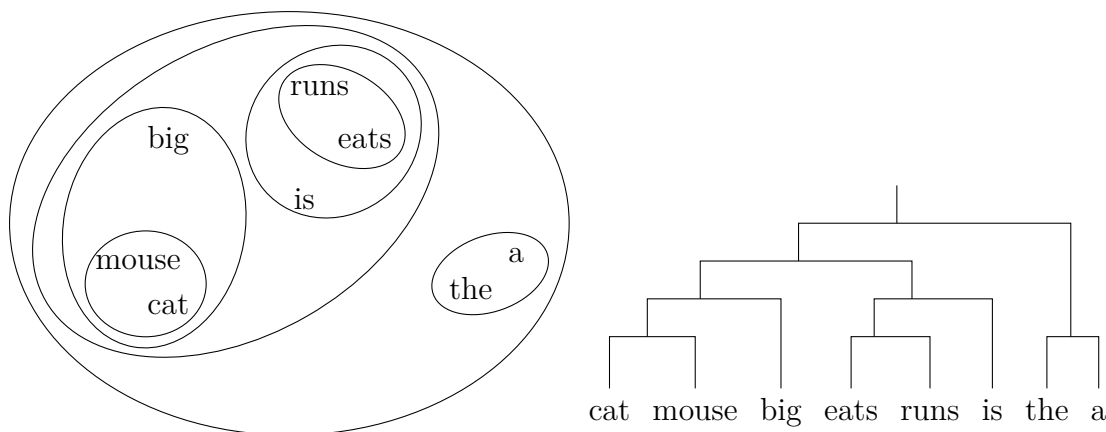 runs
eats
big
is
mouse
cat
a
the
cat mouse big eats runs is the a